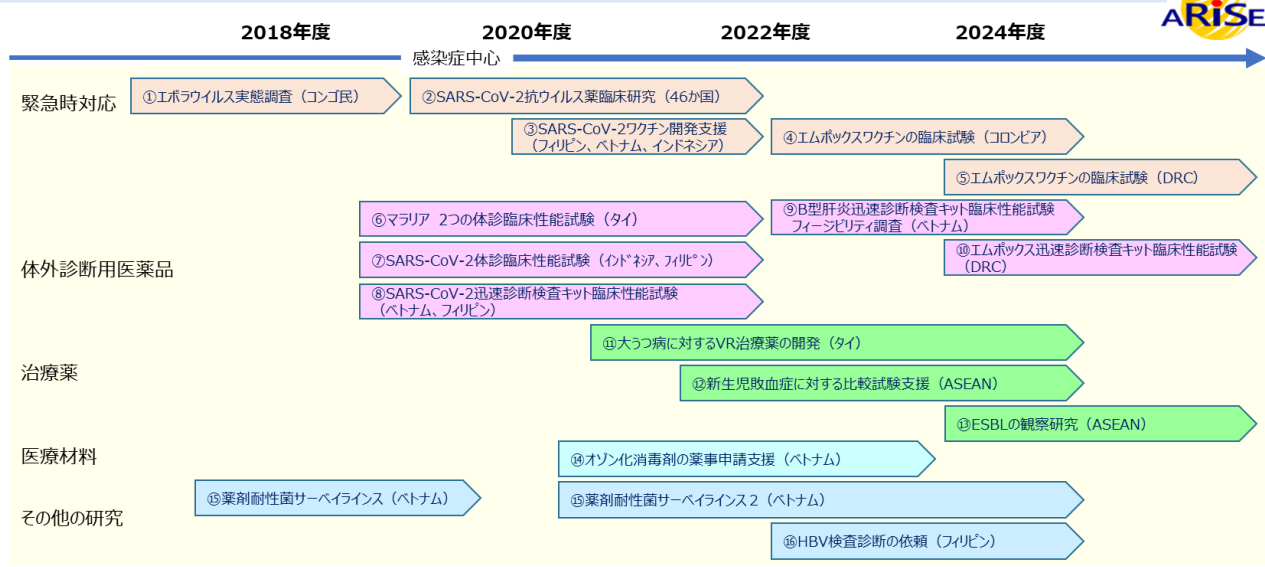 ARiSE
2018年度
2020年度
2022年度
2024年度
感染症中心
緊急時対応
①エボラウイルス実態調査（コンゴ民）
②SARS-CoV-2抗ウイルス薬臨床研究（46か国）
③SARS-CoV-2ワクチン開発支援
（フィリピン、ベトナム、インドネシア）
④エムポックスワクチンの臨床試験（コロンビア）
⑤エムポックスワクチンの臨床試験（DRC）
体外診断用医薬品
⑥マラリア 2つの体診臨床性能試験（タイ）
⑨B型肝炎迅速診断検査キット臨床性能試験
フィージビリティ調査（ベトナム）
⑦SARS-CoV-2体診臨床性能試験（ｲﾝﾄﾞﾈｼｱ、ﾌｨﾘﾋﾟﾝ）
⑩エムポックス迅速診断検査キット臨床性能試験
（DRC）
⑧SARS-CoV-2迅速診断検査キット臨床性能試験
（ベトナム、フィリピン）
治療薬
⑪大うつ病に対するVR治療薬の開発（タイ）
⑫新生児敗血症に対する比較試験支援（ASEAN）
⑬ESBLの観察研究（ASEAN）
医療材料
⑭オゾン化消毒剤の薬事申請支援（ベトナム）
その他の研究
⑮薬剤耐性菌サーベイラインス（ベトナム）
⑮薬剤耐性菌サーベイラインス２（ベトナム）
⑯HBV検査診断の依頼（フィリピン）